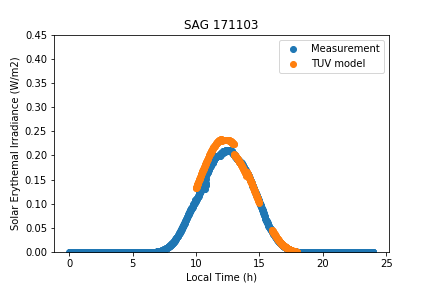 SAG 171103
Measurement
TUV model
Solar Erythemal Irradiance (W/m2)
0.45
0.40
0.35
0.30
0.25
0.20
0.15
0.10
0.05
0.00
0 5 10 15 20 25
Local Time (h)